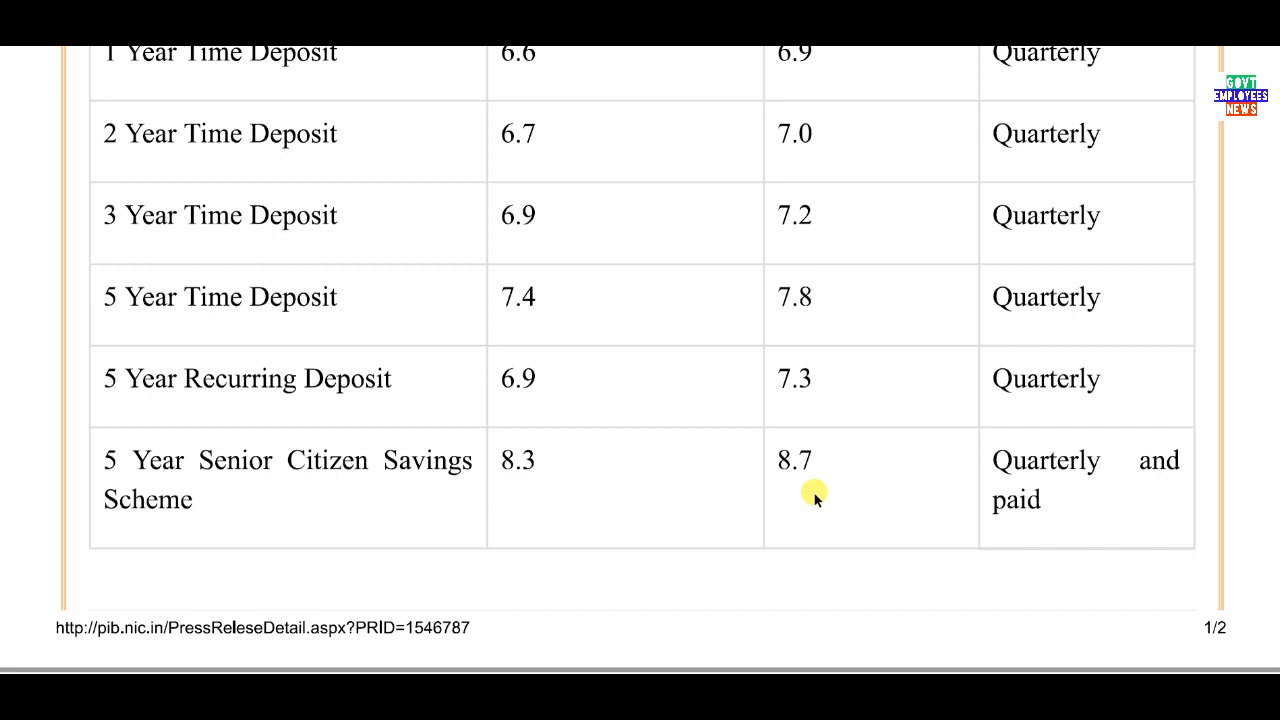 1 Year Time Deposit 6.6 6.9 Quarterly
GOVT
EMPLOYEES
NEWS
2 Year Time Deposit 6.7 7.0 Quarterly
3 Year Time Deposit 6.9 7.2 Quarterly
5 Year Time Deposit 7.4 7.8 Quarterly
5 Year Recurring Deposit 6.9 7.3 Quarterly
5 Year Senior Citizen Savings 8.3 8.7 Quarterly and
Scheme paid
http://pib.nic.in/PressReleseDetail.aspx?PRID=1546787 1/2